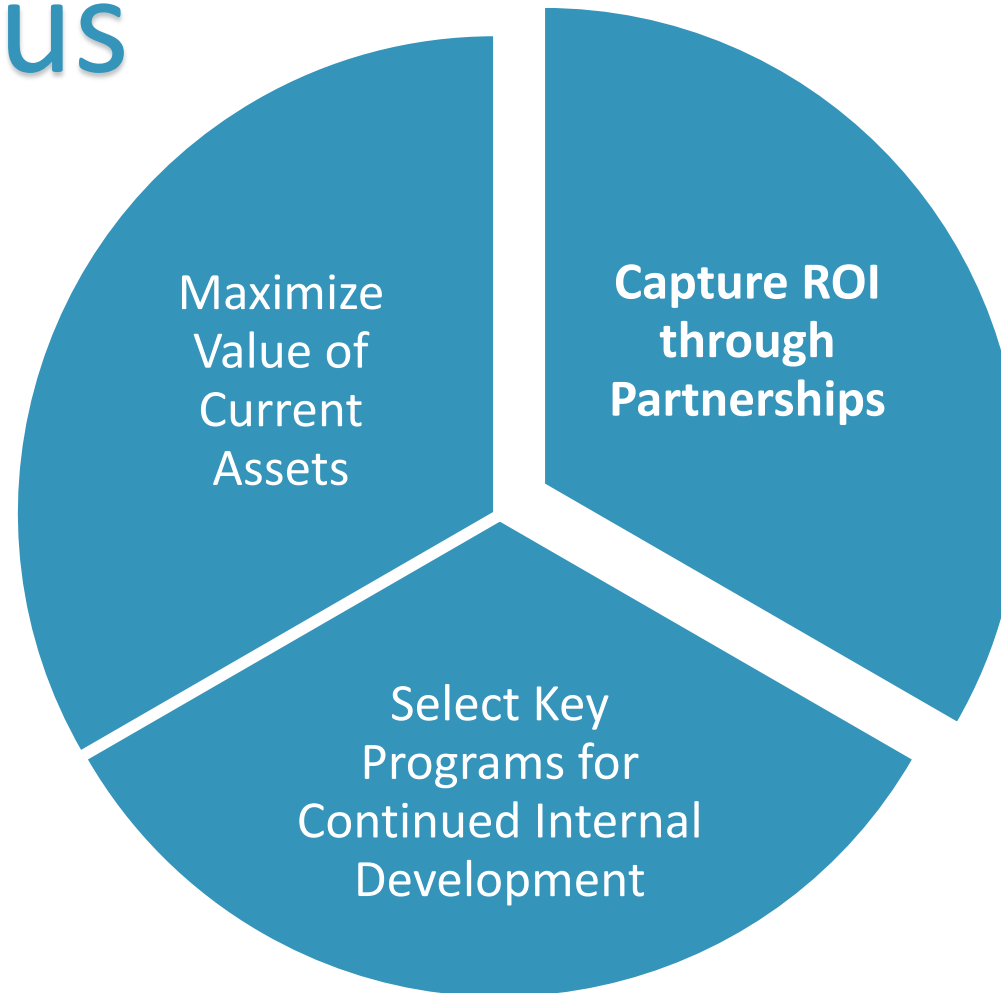 us
Maximize
Value of
Current
Assets
Capture ROI
through
Partnerships
Select Key
Programs for
Continued Internal
Development